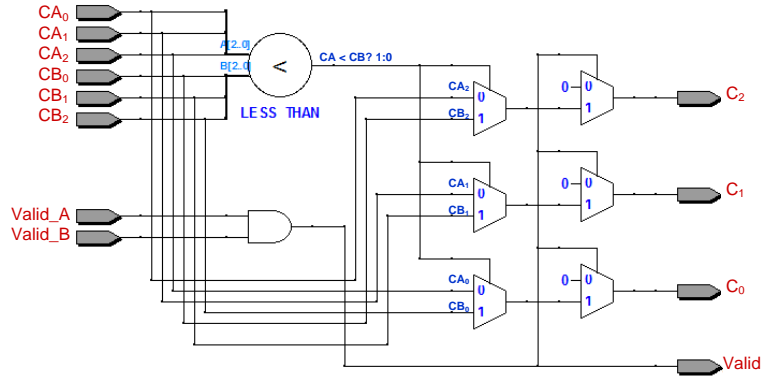 CA0
CA1
CA2
CB0
CB1
CB2
A[2..0]
B[2..0]
<
CA < CB? 1:0
LESS THAN
Valid_A
Valid_B
CA2
0
CB2
1
CA1
0
CB1
1
CA0
0
CB0
1
0
0
1
0
0
1
0
0
1
C2
C1
C0
Valid